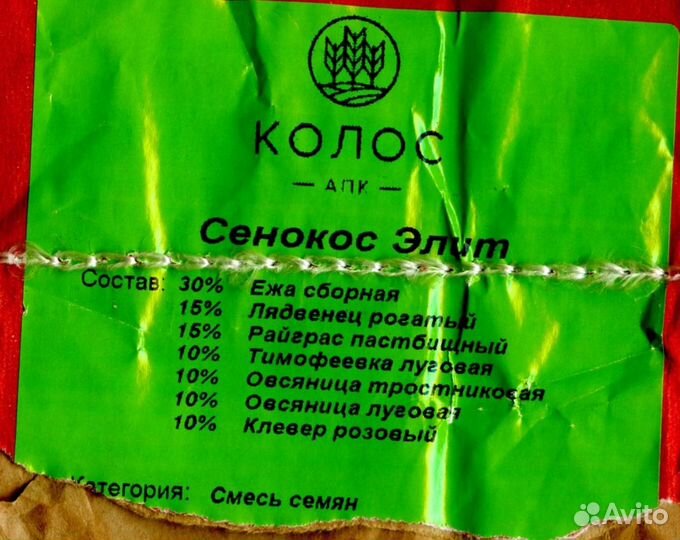 КОЛОС
— АПК —
Сенокос Элит
Состав: 30% Ежа сборная
15% Лядвенец рогатый
15% Райграс пастбищный
10% Тимофеевка луговая
10% Овсяница тростниковая
10% Овсяница луговая
10% Клевер розовый
Категория: Смесь семян
Avito